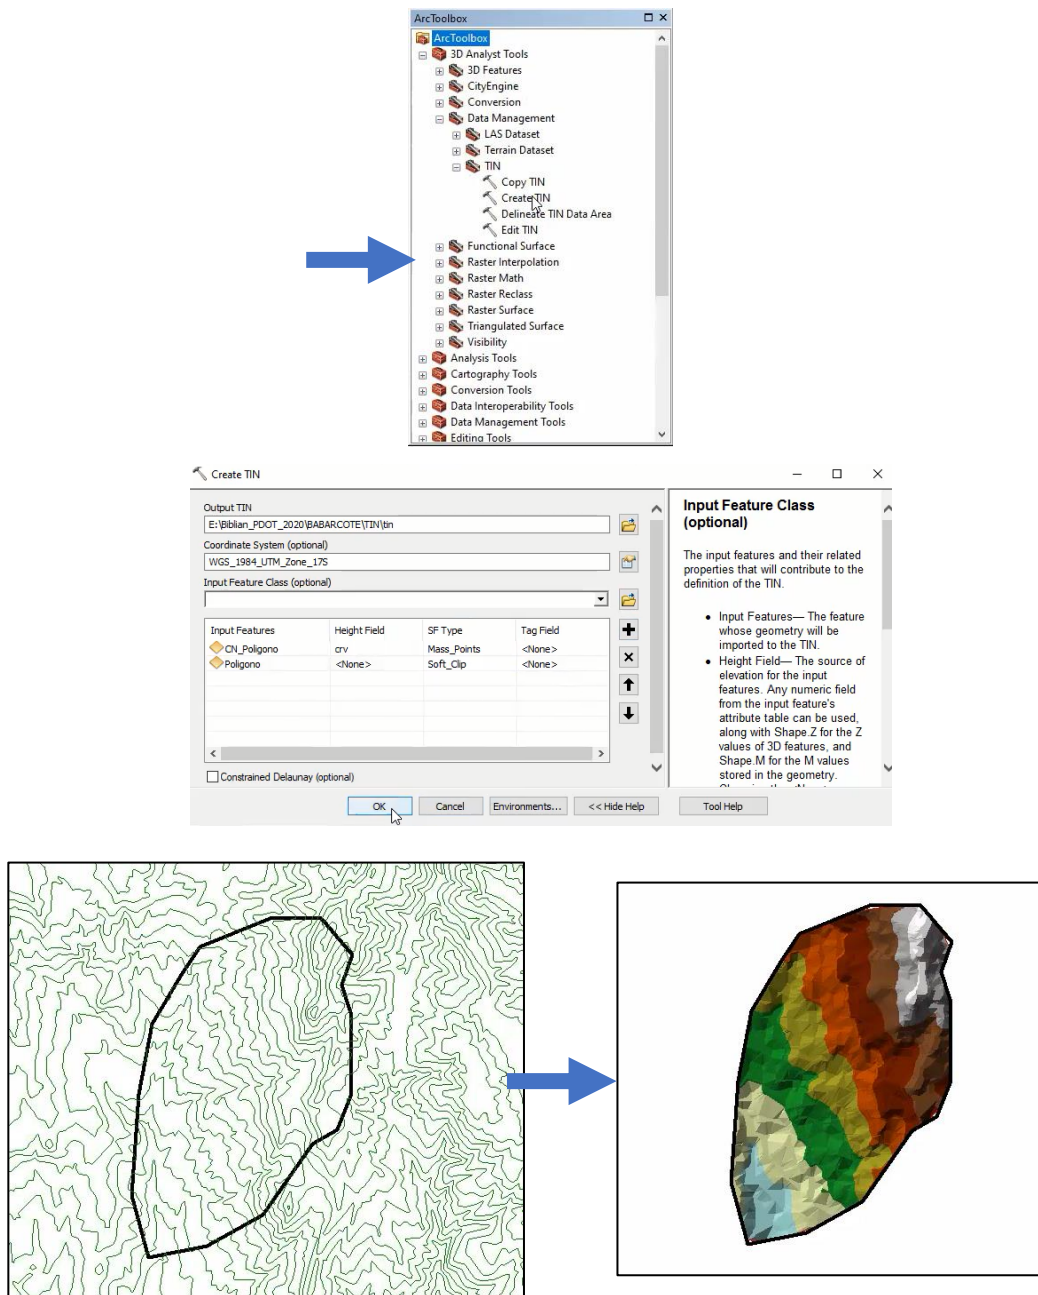 ArcToolbox
ArcToolbox
3D Analyst Tools
3D Features
CityEngine
Conversion
Data Management
LAS Dataset
Terrain Dataset
TIN
Copy TIN
Create TIN
Delineate TIN Data Area
Edit TIN
Functional Surface
Raster Interpolation
Raster Math
Raster Reclass
Raster Surface
Triangulated Surface
Visibility
Analysis Tools
Cartography Tools
Conversion Tools
Data Interoperability Tools
Data Management Tools
Editing Tools
Create TIN
Output TIN
E:\Biblian_PDOT_2020\BABARCOTE\TIN\tin
Coordinate System (optional)
WGS_1984_UTM_Zone_17S
Input Feature Class (optional)
Input Features Height Field SF Type Tag Field
CN_Poligono crv Mass_Points <None>
Poligono <None> Soft_Clip <None>
Constrained Delaunay (optional)
OK Cancel Environments... << Hide Help Tool Help
Input Feature Class
(optional)
The input features and their related
properties that will contribute to the
definition of the TIN.
• Input Features— The feature
whose geometry will be
imported to the TIN.
• Height Field— The source of
elevation for the input
features. Any numeric field
from the input feature's
attribute table can be used,
along with Shape.Z for the Z
values of 3D features, and
Shape.M for the M values
stored in the geometry.